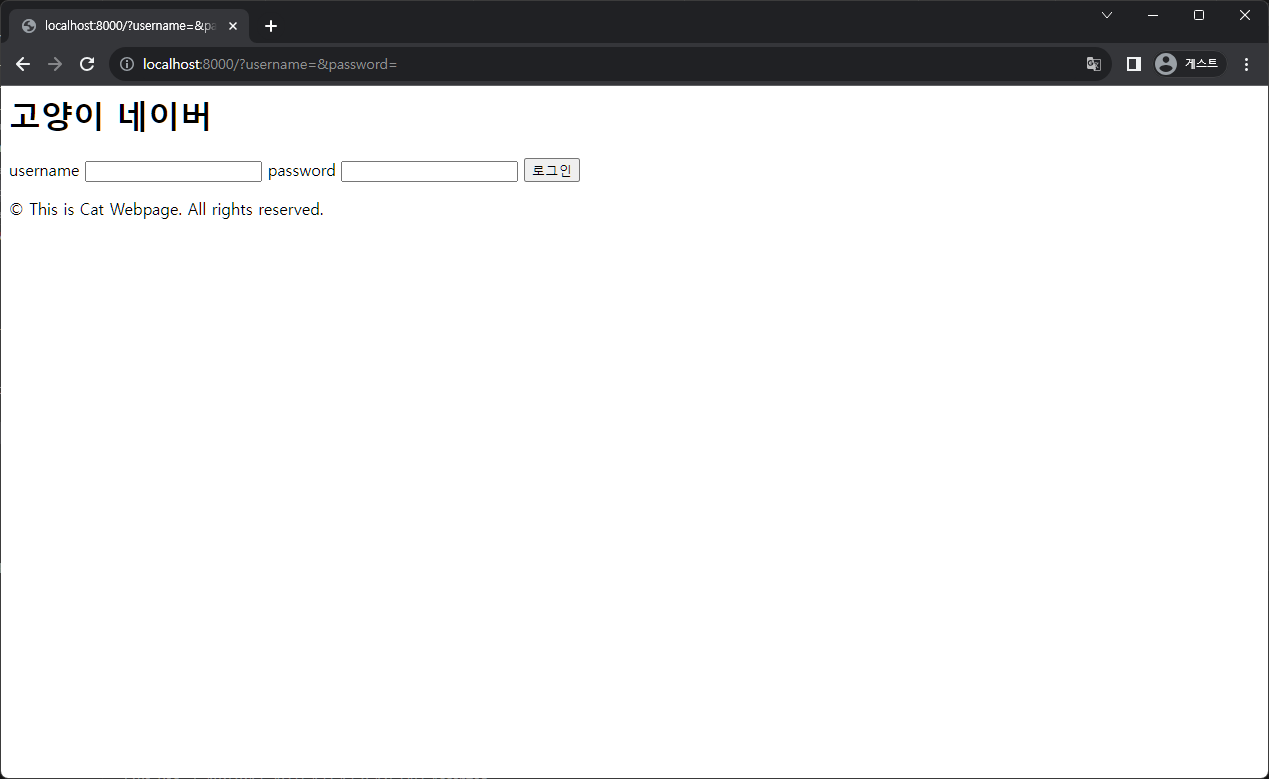 localhost:8000/?username=&pa
localhost:8000/?username=&password=
게스트
고양이 네이버
username password 로그인
© This is Cat Webpage. All rights reserved.